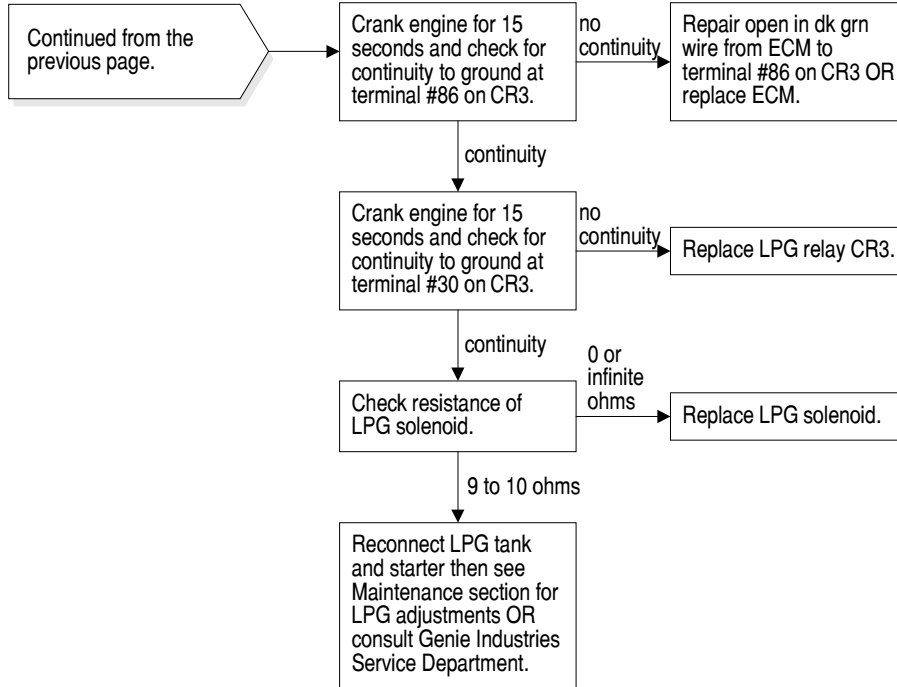 Continued from the
previous page.
Crank engine for 15
seconds and check for
continuity to ground at
terminal #86 on CR3.
no
continuity
Repair open in dk grn
wire from ECM to
terminal #86 on CR3 OR
replace ECM.
continuity
Crank engine for 15
seconds and check for
continuity to ground at
terminal #30 on CR3.
no
continuity
Replace LPG relay CR3.
continuity
Check resistance of
LPG solenoid.
0 or
infinite
ohms
Replace LPG solenoid.
9 to 10 ohms
Reconnect LPG tank
and starter then see
Maintenance section for
LPG adjustments OR
consult Genie Industries
Service Department.